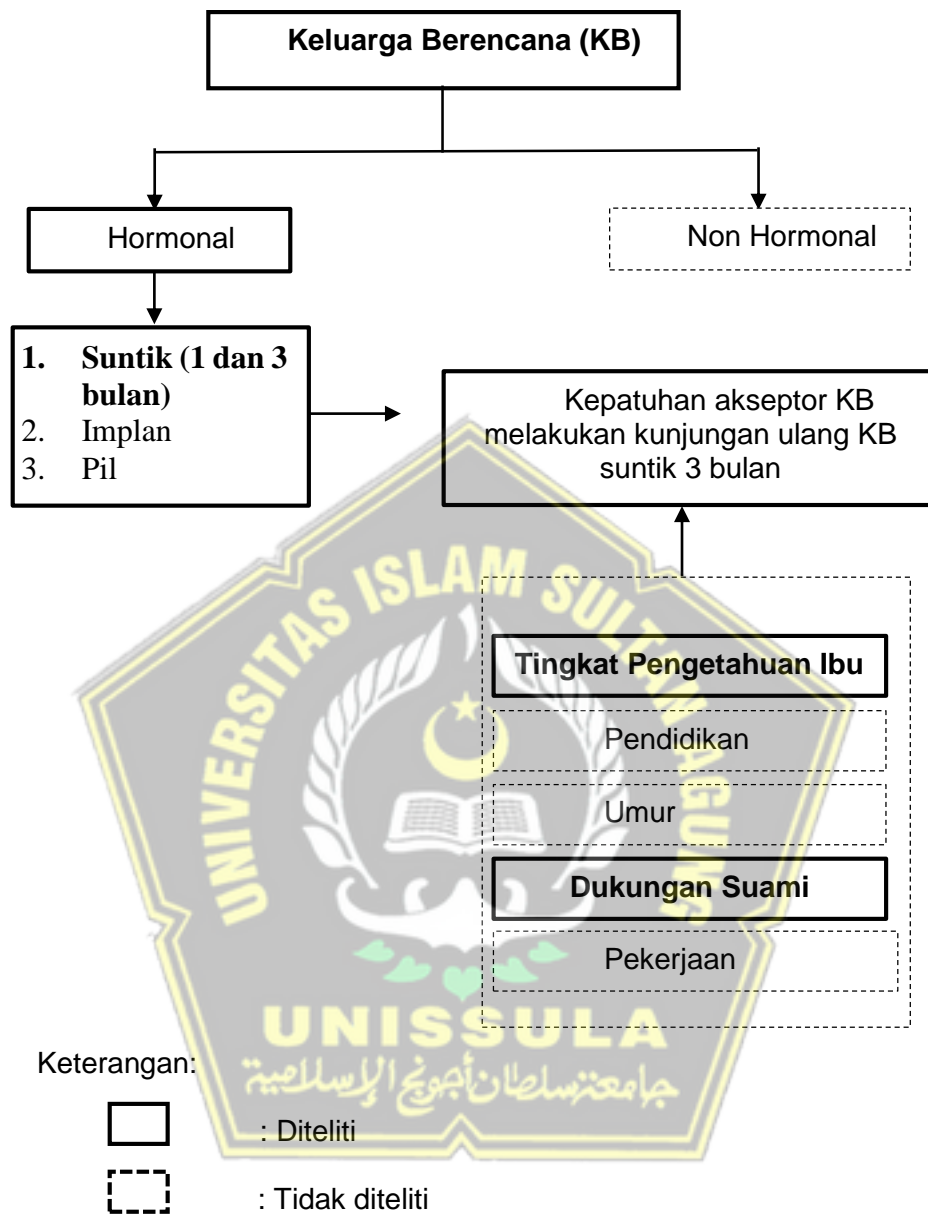 Keluarga Berencana (KB)
Hormonal
Non Hormonal
1. Suntik (1 dan 3
bulan)
2. Implan
3. Pil
Kepatuhan akseptor KB
melakukan kunjungan ulang KB
suntik 3 bulan
UNIVERSITAS ISLAM SULTAN AGUNG
Tingkat Pengetahuan Ibu
Pendidikan
Umur
Dukungan Suami
Pekerjaan
UNISSULA
جامعة سلطان أجونج الإسلامية
Keterangan:
: Diteliti
: Tidak diteliti